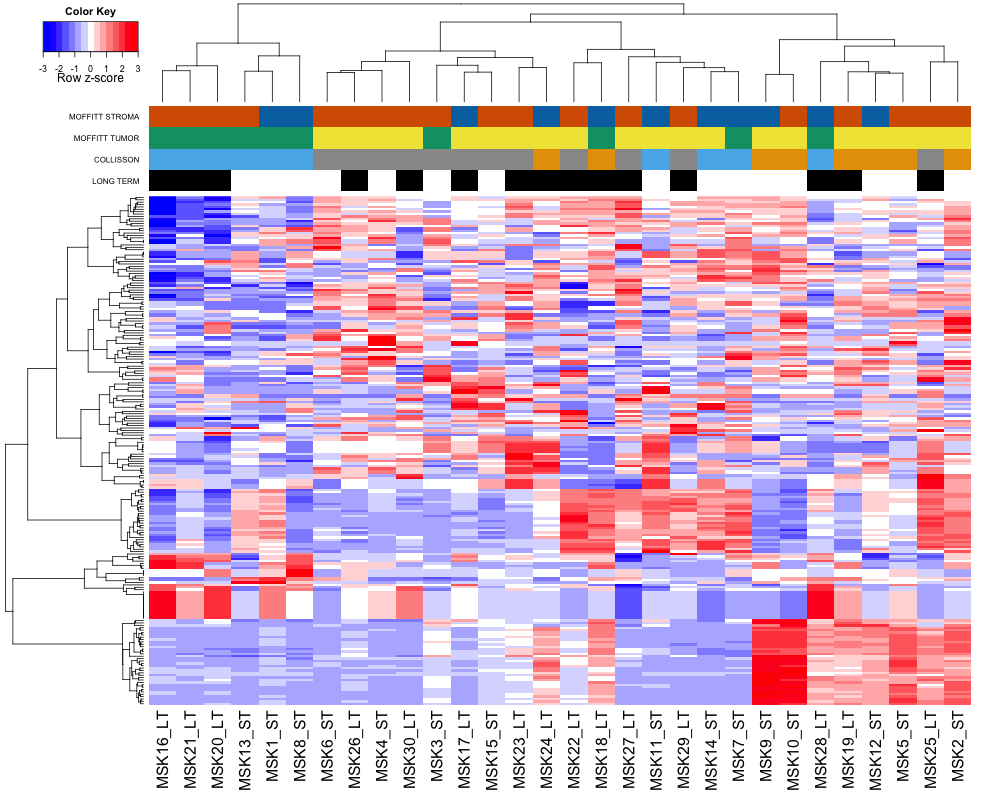 Color Key
-3 -2 -1 0 1 2 3
Row z-score
MOFFITT STROMA
MOFFITT TUMOR
COLLISSON
LONG TERM
MSK16_LT
MSK21_LT
MSK20_LT
MSK13_ST
MSK1_ST
MSK8_ST
MSK6_ST
MSK26_LT
MSK4_ST
MSK30_LT
MSK3_ST
MSK17_LT
MSK15_ST
MSK23_LT
MSK24_LT
MSK22_LT
MSK18_LT
MSK27_LT
MSK11_ST
MSK29_LT
MSK14_ST
MSK7_ST
MSK9_ST
MSK10_ST
MSK28_LT
MSK19_LT
MSK12_ST
MSK5_ST
MSK25_LT
MSK2_ST